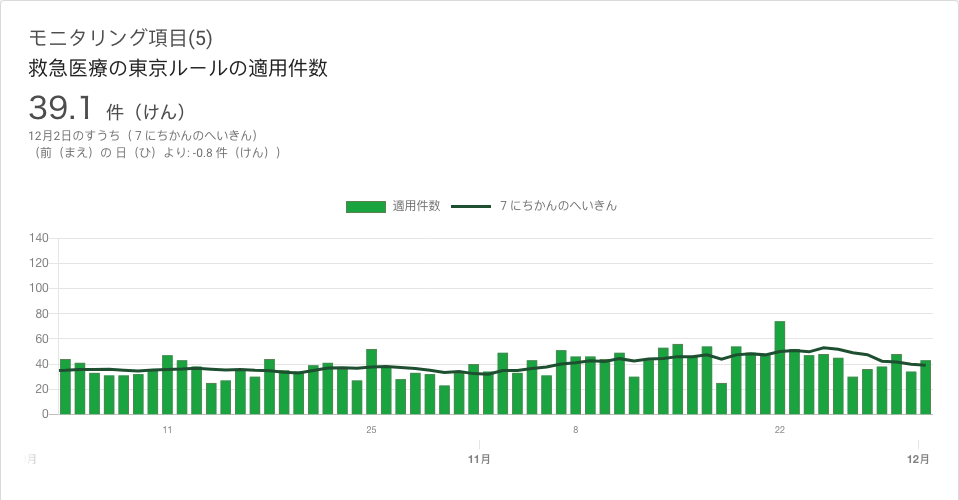 モニタリング項目(5)
救急医療の東京ルールの適用件数
39.1 件（けん）
12月2日のすうち（７にちかんのへいきん）
（前（まえ）の 日（ひ）より: -0.8 件（けん））
適用件数 ７にちかんのへいきん
140
120
100
80
60
40
20
0
11 25 8 22
月 11月 12月